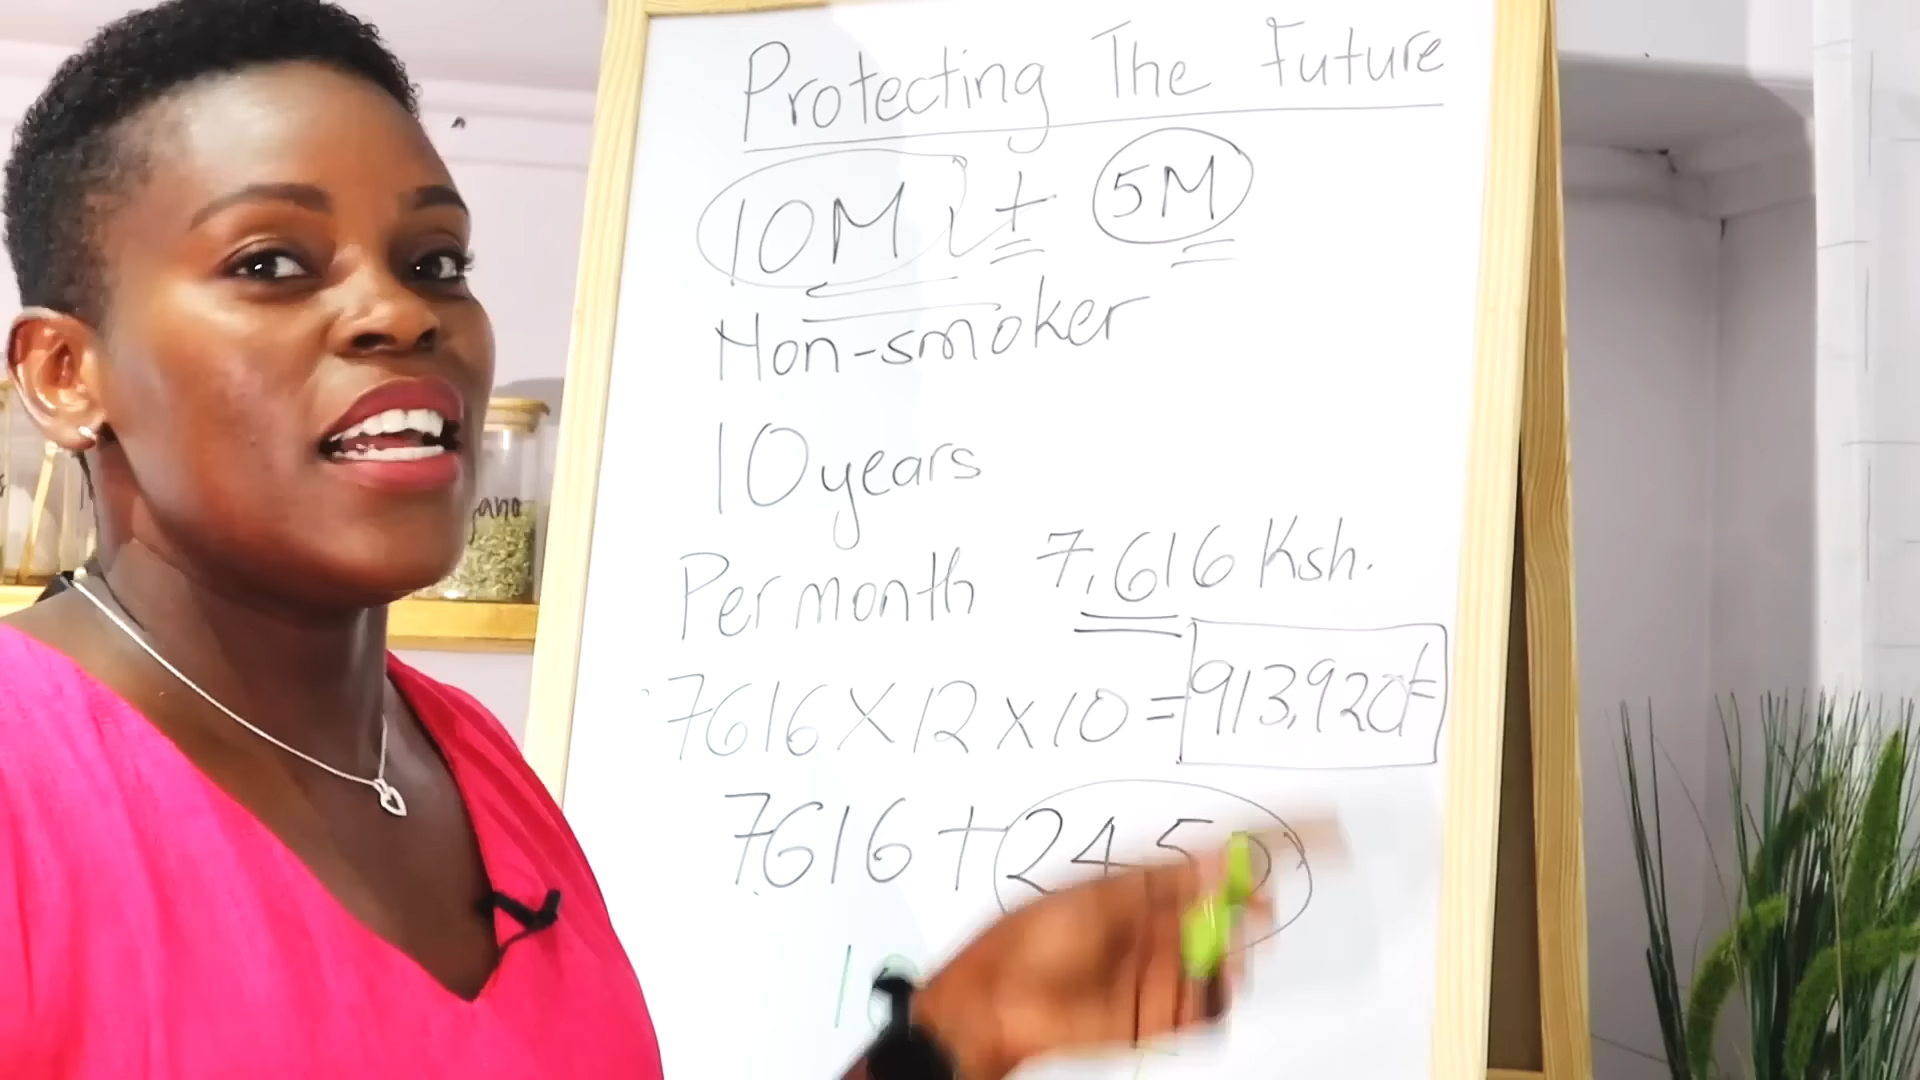 Protecting The Future
10M + 5M
Non-smoker
10 years
Per month 7,616 Ksh.
7616 X 12 X 10 = 913,920/=
7616 + 2450